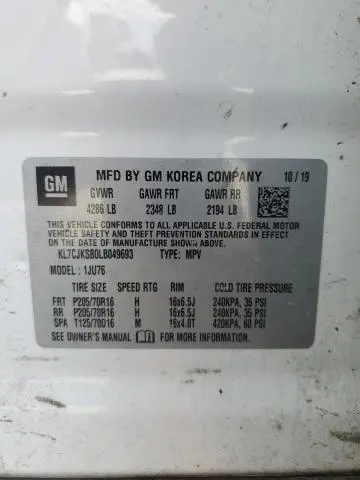 GM
MFD BY GM KOREA COMPANY 10/19
GVWR GAWR FRT GAWR RR
4286 LB 2348 LB 2194 LB
THIS VEHICLE CONFORMS TO ALL APPLICABLE U.S. FEDERAL MOTOR
VEHICLE SAFETY AND THEFT PREVENTION STANDARDS IN EFFECT
ON THE DATE OF MANUFACTURE SHOWN ABOVE.
KL7CJKSB0LB049693 TYPE: MPV
MODEL: 1JU76
TIRE SIZE SPEED RTG RIM COLD TIRE PRESSURE
FRT P205/70R16 H 16x6.5J 240KPA, 35 PSI
RR P205/70R16 H 16x6.5J 240KPA, 35 PSI
SPA T125/70D16 M 16x4.0T 420KPA, 60 PSI
SEE OWNER'S MANUAL FOR MORE INFORMATION.